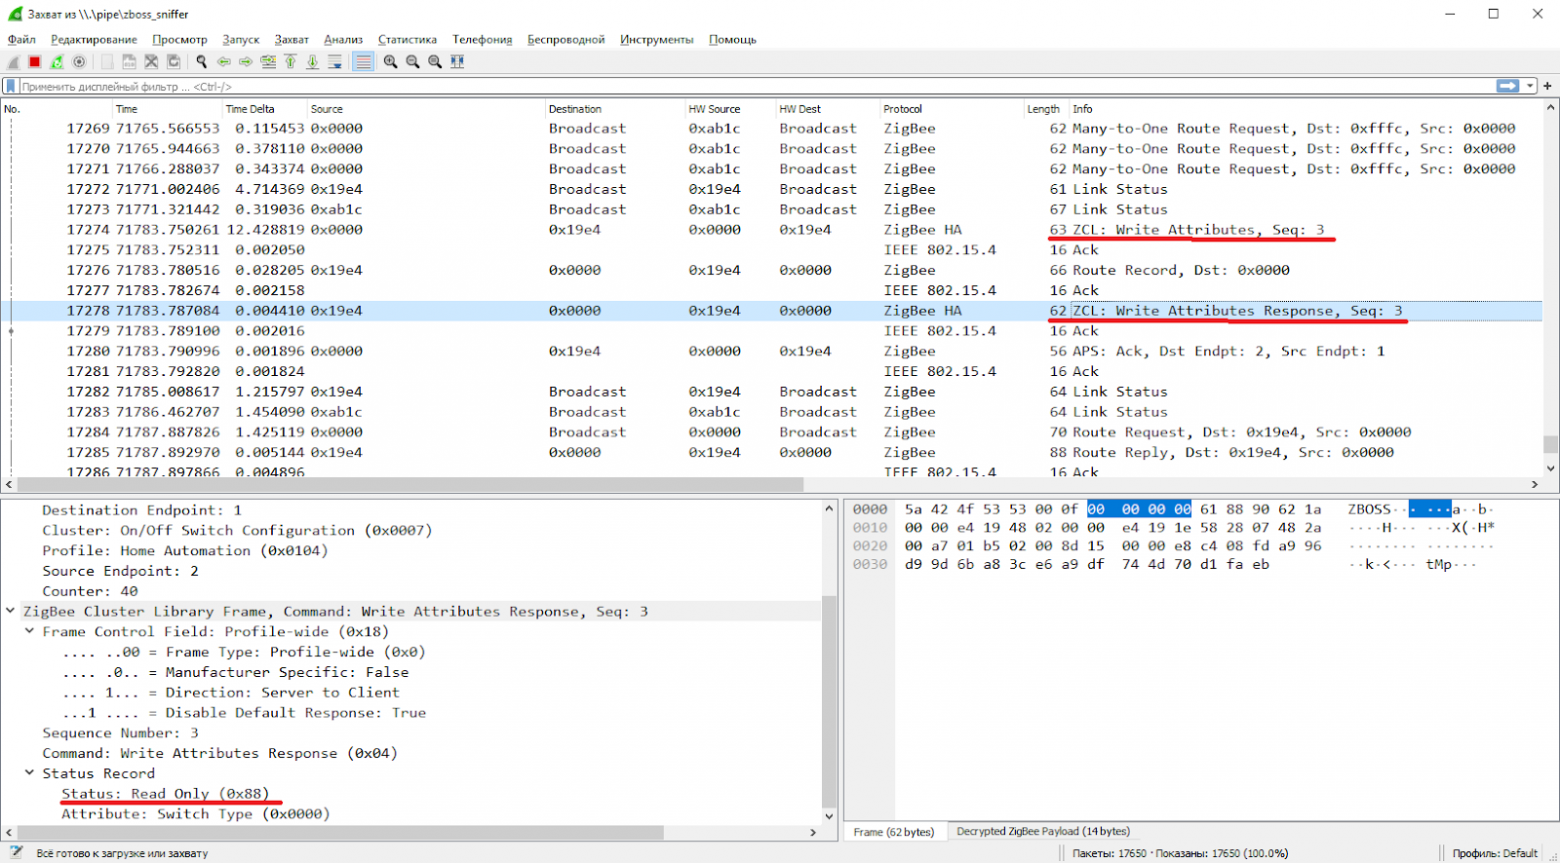 Захват из \\.\pipe\zboss_sniffer
Файл Редактирование Просмотр Запуск Захват Анализ Статистика Телефония Беспроводной Инструменты Помощь
Применить дисплейный фильтр ... <Ctrl-/>
No. Time Time Delta Source Destination HW Source HW Dest Protocol Length Info
17269 71765.566553 0.115453 0x0000 Broadcast 0xab1c Broadcast ZigBee 62 Many-to-One Route Request, Dst: 0xfffc, Src: 0x0000
17270 71765.944663 0.378110 0x0000 Broadcast 0xab1c Broadcast ZigBee 62 Many-to-One Route Request, Dst: 0xfffc, Src: 0x0000
17271 71766.288037 0.343374 0x0000 Broadcast 0xab1c Broadcast ZigBee 62 Many-to-One Route Request, Dst: 0xfffc, Src: 0x0000
17272 71771.002406 4.714369 0x19e4 Broadcast 0x19e4 Broadcast ZigBee 61 Link Status
17273 71771.321442 0.319036 0xab1c Broadcast 0xab1c Broadcast ZigBee 67 Link Status
17274 71783.750261 12.428819 0x0000 0x19e4 0x0000 0x19e4 ZigBee HA 63 ZCL: Write Attributes, Seq: 3
17275 71783.752311 0.002050 IEEE 802.15.4 16 Ack
17276 71783.780516 0.028205 0x19e4 0x0000 0x19e4 0x0000 ZigBee 66 Route Record, Dst: 0x0000
17277 71783.782674 0.002158 IEEE 802.15.4 16 Ack
17278 71783.787084 0.004410 0x19e4 0x0000 0x19e4 0x0000 ZigBee HA 62 ZCL: Write Attributes Response, Seq: 3
17279 71783.789100 0.002016 IEEE 802.15.4 16 Ack
17280 71783.790996 0.001896 0x0000 0x19e4 0x0000 0x19e4 ZigBee 56 APS: Ack, Dst Endpt: 2, Src Endpt: 1
17281 71783.792820 0.001824 IEEE 802.15.4 16 Ack
17282 71785.008617 1.215797 0x19e4 Broadcast 0x19e4 Broadcast ZigBee 64 Link Status
17283 71786.462707 1.454090 0xab1c Broadcast 0xab1c Broadcast ZigBee 64 Link Status
17284 71787.887826 1.425119 0x0000 Broadcast 0x0000 Broadcast ZigBee 70 Route Request, Dst: 0x19e4, Src: 0x0000
17285 71787.892970 0.005144 0x19e4 0x0000 0x19e4 0x0000 ZigBee 88 Route Reply, Dst: 0x19e4, Src: 0x0000
17286 71787.897866 0.004896 IEEE 802.15.4 16 Ack
Destination Endpoint: 1
Cluster: On/Off Switch Configuration (0x0007)
Profile: Home Automation (0x0104)
Source Endpoint: 2
Counter: 40
ZigBee Cluster Library Frame, Command: Write Attributes Response, Seq: 3
Frame Control Field: Profile-wide (0x18)
.... ..00 = Frame Type: Profile-wide (0x0)
.... .0.. = Manufacturer Specific: False
.... 1... = Direction: Server to Client
...1 .... = Disable Default Response: True
Sequence Number: 3
Command: Write Attributes Response (0x04)
Status Record
Status: Read Only (0x88)
Attribute: Switch Type (0x0000)
0000 5a 42 4f 53 53 00 0f 00 00 00 00 61 88 90 62 1a ZBOSS·· ···a··b·
0010 00 00 e4 19 48 02 00 00 e4 19 1e 58 28 07 48 2a ····H··· ···X(·H*
0020 00 a7 01 b5 02 00 8d 15 00 00 e8 c4 08 fd a9 96 ········ ········
0030 d9 9d 6b a8 3c e6 a9 df 74 4d 70 d1 fa eb ··k·<··· tMp···
Frame (62 bytes) Decrypted ZigBee Payload (14 bytes)
Всё готово к загрузке или захвату Пакеты: 17650 · Показаны: 17650 (100.0%) Профиль: Default